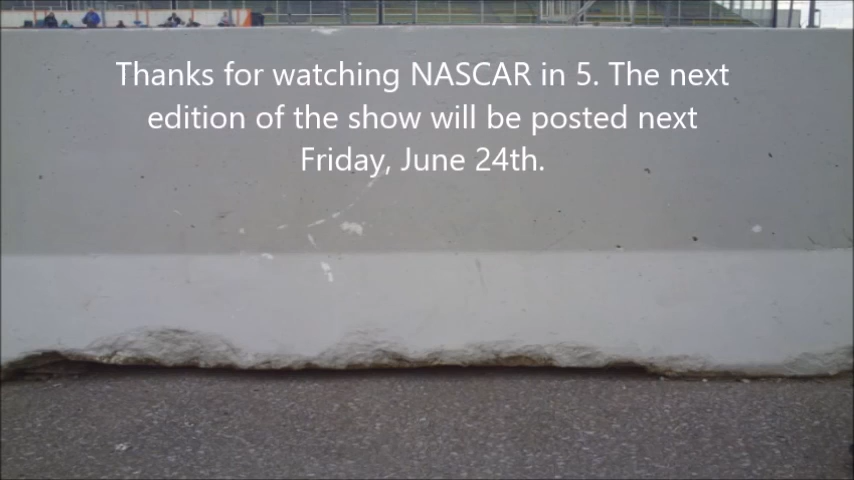 Thanks for watching NASCAR in 5. The next
edition of the show will be posted next
Friday, June 24th.